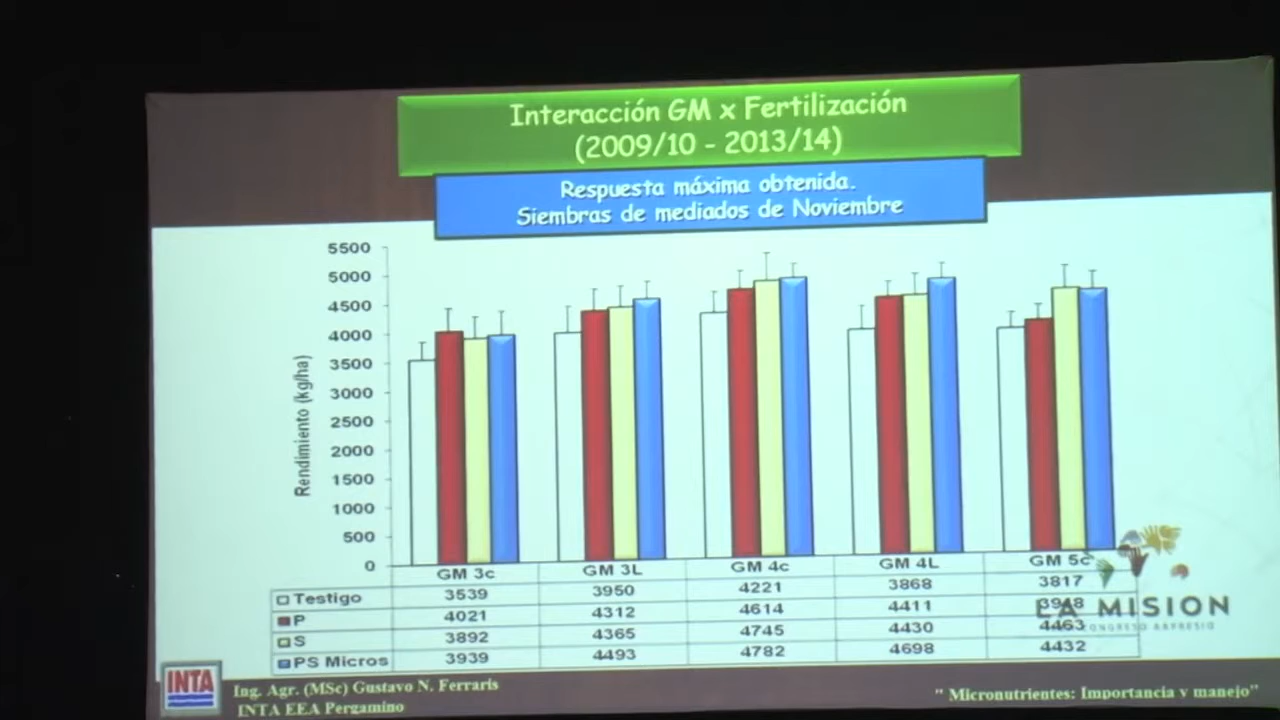 Interacción GM x Fertilización
(2009/10 - 2013/14)
Respuesta máxima obtenida.
Siembras de mediados de Noviembre
Rendimiento (kg/ha)
5500
5000
4500
4000
3500
3000
2500
2000
1500
1000
500
0
GM 3c GM 3L GM 4c GM 4L GM 5c
Testigo 3539 3950 4221 3868 3817
P 4021 4312 4614 4411
S 3892 4365 4745 4430 4463
PS Micros 3939 4493 4782 4698 4432
LA MISION
CONGRESO AAPRESID
INTA
Ing. Agr. (MSc) Gustavo N. Ferraris
INTA EEA Pergamino
" Micronutrientes: Importancia y manejo"